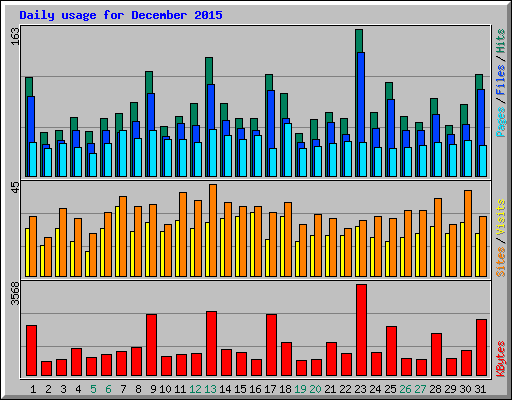 Daily usage for December 2015
163
Pages / Files / Hits
45
Sites / Visits
3568
KBytes
1 2 3 4 5 6 7 8 9 10 11 12 13 14 15 16 17 18 19 20 21 22 23 24 25 26 27 28 29 30 31